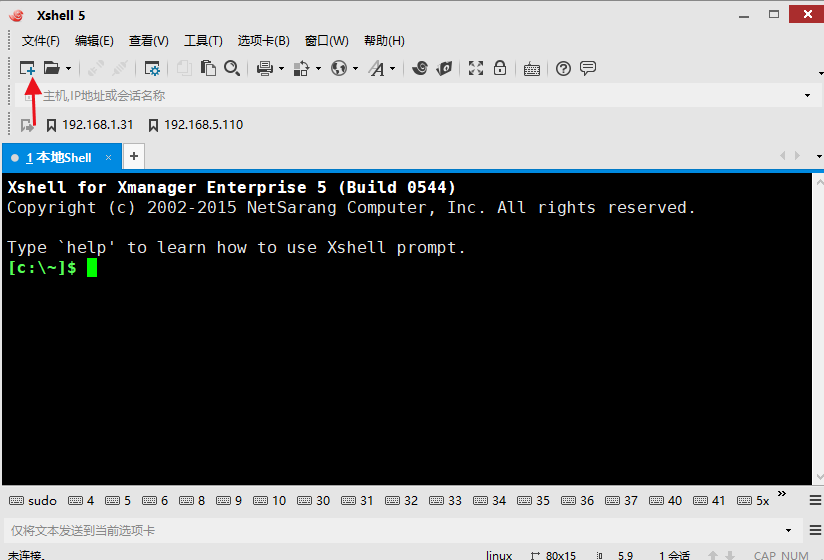 Xshell 5
文件(F) 编辑(E) 查看(V) 工具(T) 选项卡(B) 窗口(W) 帮助(H)
主机,IP地址或会话名称
192.168.1.31 192.168.5.110
1 本地Shell × +
Xshell for Xmanager Enterprise 5 (Build 0544)
Copyright (c) 2002-2015 NetSarang Computer, Inc. All rights reserved.
Type `help' to learn how to use Xshell prompt.
[c:\~]$
sudo 4 5 6 8 9 10 30 31 32 33 34 35 36 37 40 41 5x »
仅将文本发送到当前选项卡
未连接。 linux 80x15 5.9 1 会话 CAP NUM